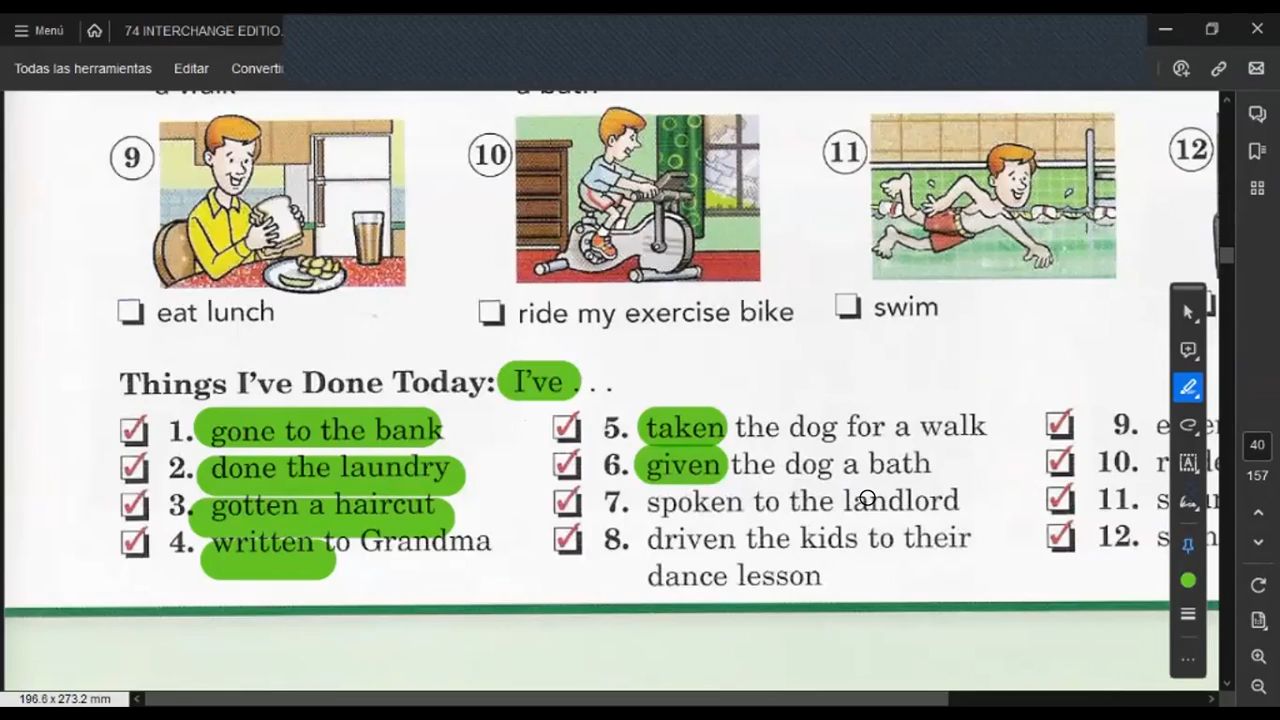 Menú
74 INTERCHANGE EDITIO.
Todas las herramientas Editar
9 10 11 12
eat lunch ride my exercise bike swim
Things I've Done Today: I've . . .
1. gone to the bank 5. taken the dog for a walk 9.
2. done the laundry 6. given the dog a bath 10.
3. gotten a haircut 7. spoken to the landlord 11.
4. written to Grandma 8. driven the kids to their 12.
dance lesson
40
157
196.6 x 273.2 mm